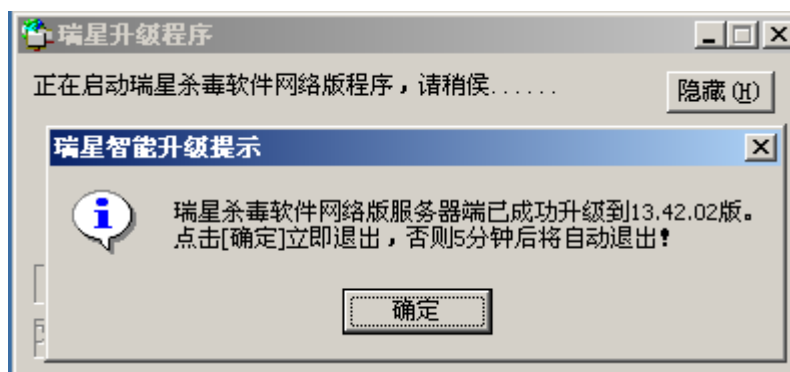 瑞星升级程序
正在启动瑞星杀毒软件网络版程序，请稍侯......
隐藏(H)
瑞星智能升级提示
瑞星杀毒软件网络版服务器端已成功升级到13.42.02版。
点击[确定]立即退出，否则5分钟后将自动退出！
确定